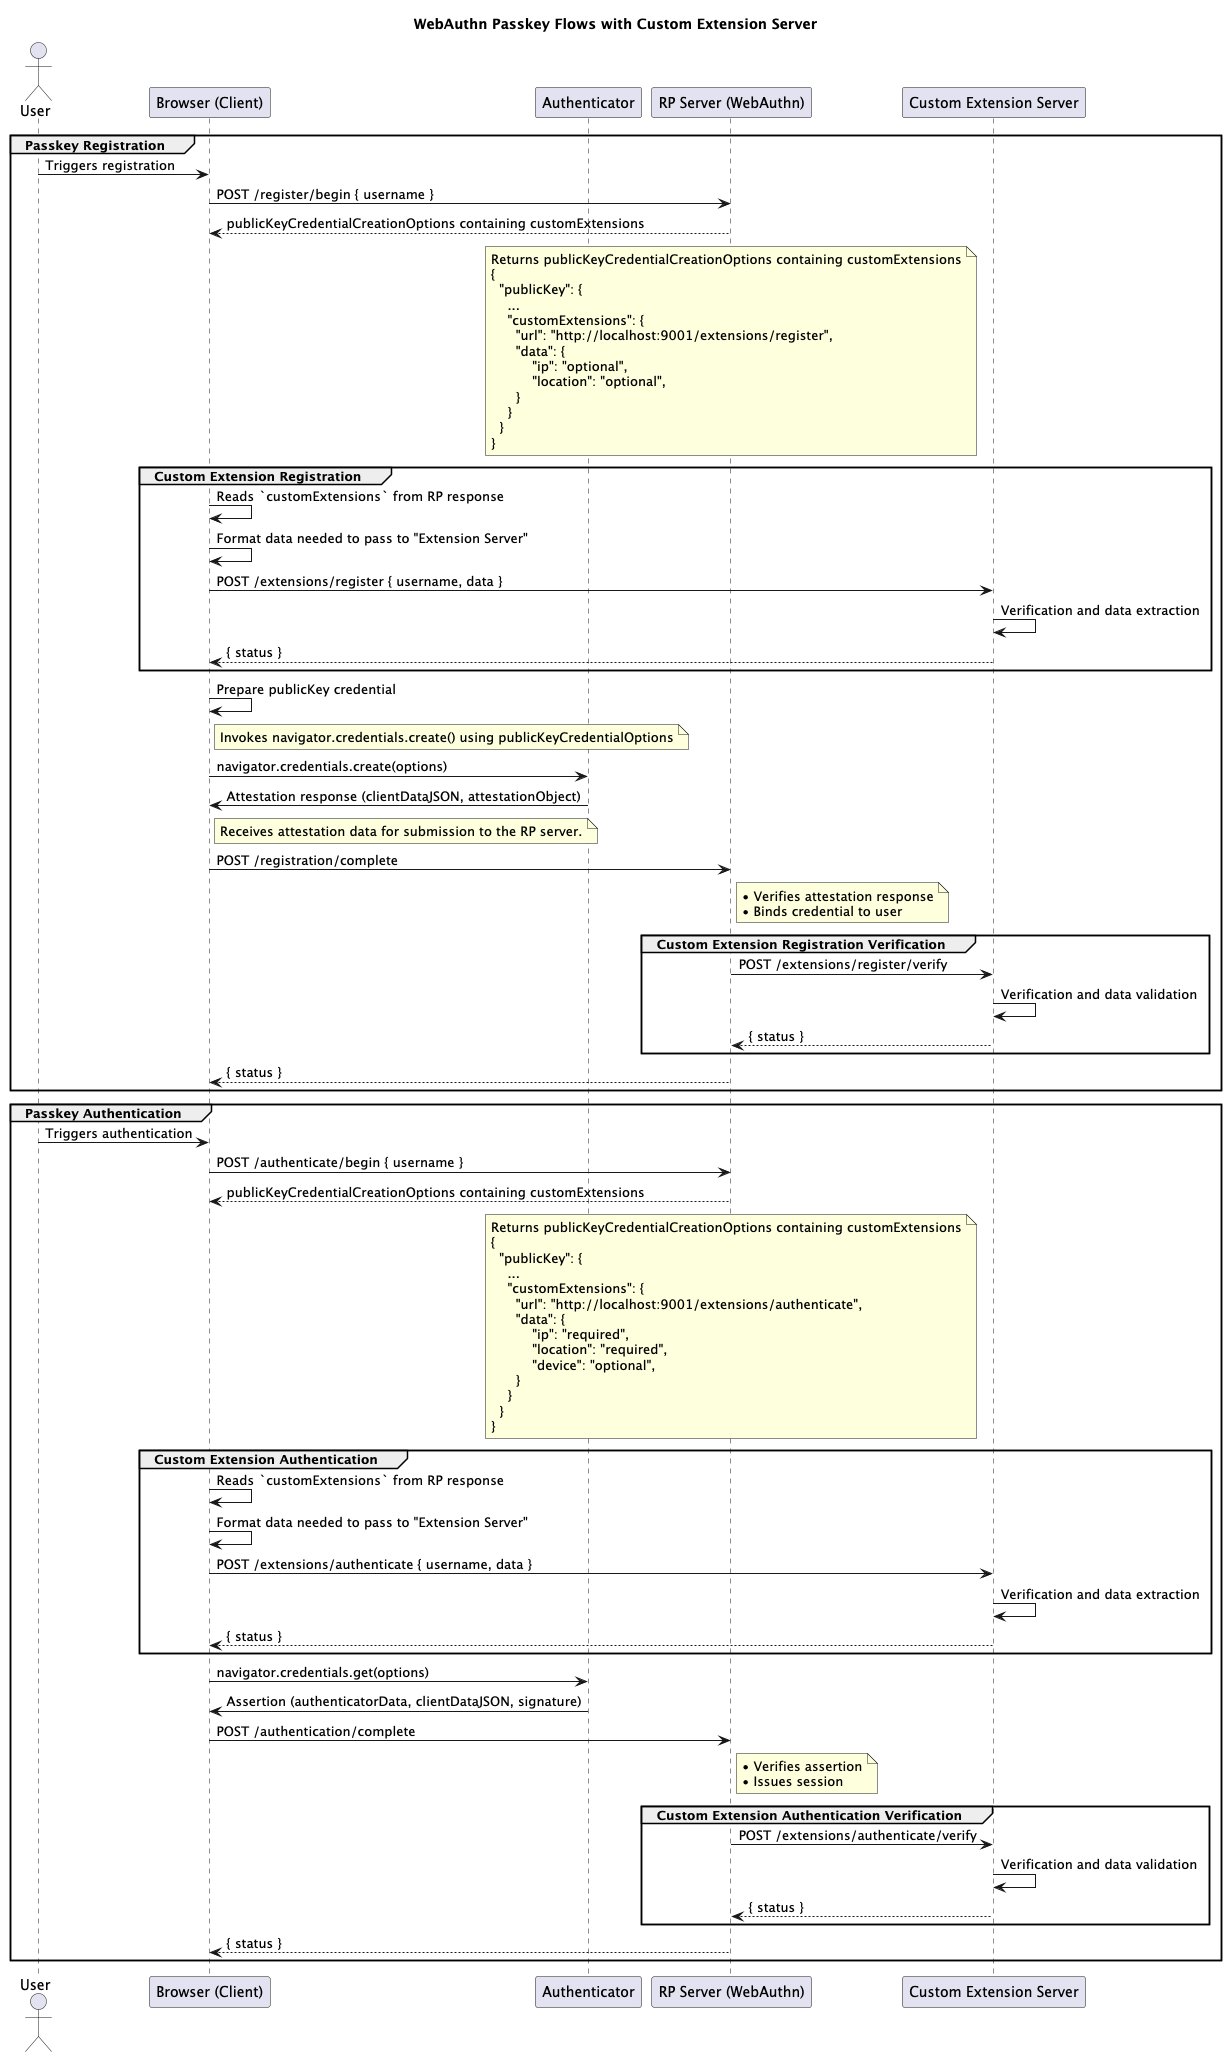 WebAuthn Passkey Flows with Custom Extension Server
User
Browser (Client)
Authenticator
RP Server (WebAuthn)
Custom Extension Server
Passkey Registration
Triggers registration
POST /register/begin { username }
publicKeyCredentialCreationOptions containing customExtensions
Returns publicKeyCredentialCreationOptions containing customExtensions
{
"publicKey": {
...
"customExtensions": {
"url": "http://localhost:9001/extensions/register",
"data": {
"ip": "optional",
"location": "optional",
}
}
}
}
Custom Extension Registration
Reads `customExtensions` from RP response
Format data needed to pass to "Extension Server"
POST /extensions/register { username, data }
Verification and data extraction
{ status }
Prepare publicKey credential
Invokes navigator.credentials.create() using publicKeyCredentialOptions
navigator.credentials.create(options)
Attestation response (clientDataJSON, attestationObject)
Receives attestation data for submission to the RP server.
POST /registration/complete
• Verifies attestation response
• Binds credential to user
Custom Extension Registration Verification
POST /extensions/register/verify
Verification and data validation
{ status }
{ status }
Passkey Authentication
Triggers authentication
POST /authenticate/begin { username }
publicKeyCredentialCreationOptions containing customExtensions
Returns publicKeyCredentialCreationOptions containing customExtensions
{
"publicKey": {
...
"customExtensions": {
"url": "http://localhost:9001/extensions/authenticate",
"data": {
"ip": "required",
"location": "required",
"device": "optional",
}
}
}
}
Custom Extension Authentication
Reads `customExtensions` from RP response
Format data needed to pass to "Extension Server"
POST /extensions/authenticate { username, data }
Verification and data extraction
{ status }
navigator.credentials.get(options)
Assertion (authenticatorData, clientDataJSON, signature)
POST /authentication/complete
• Verifies assertion
• Issues session
Custom Extension Authentication Verification
POST /extensions/authenticate/verify
Verification and data validation
{ status }
{ status }
User
Browser (Client)
Authenticator
RP Server (WebAuthn)
Custom Extension Server